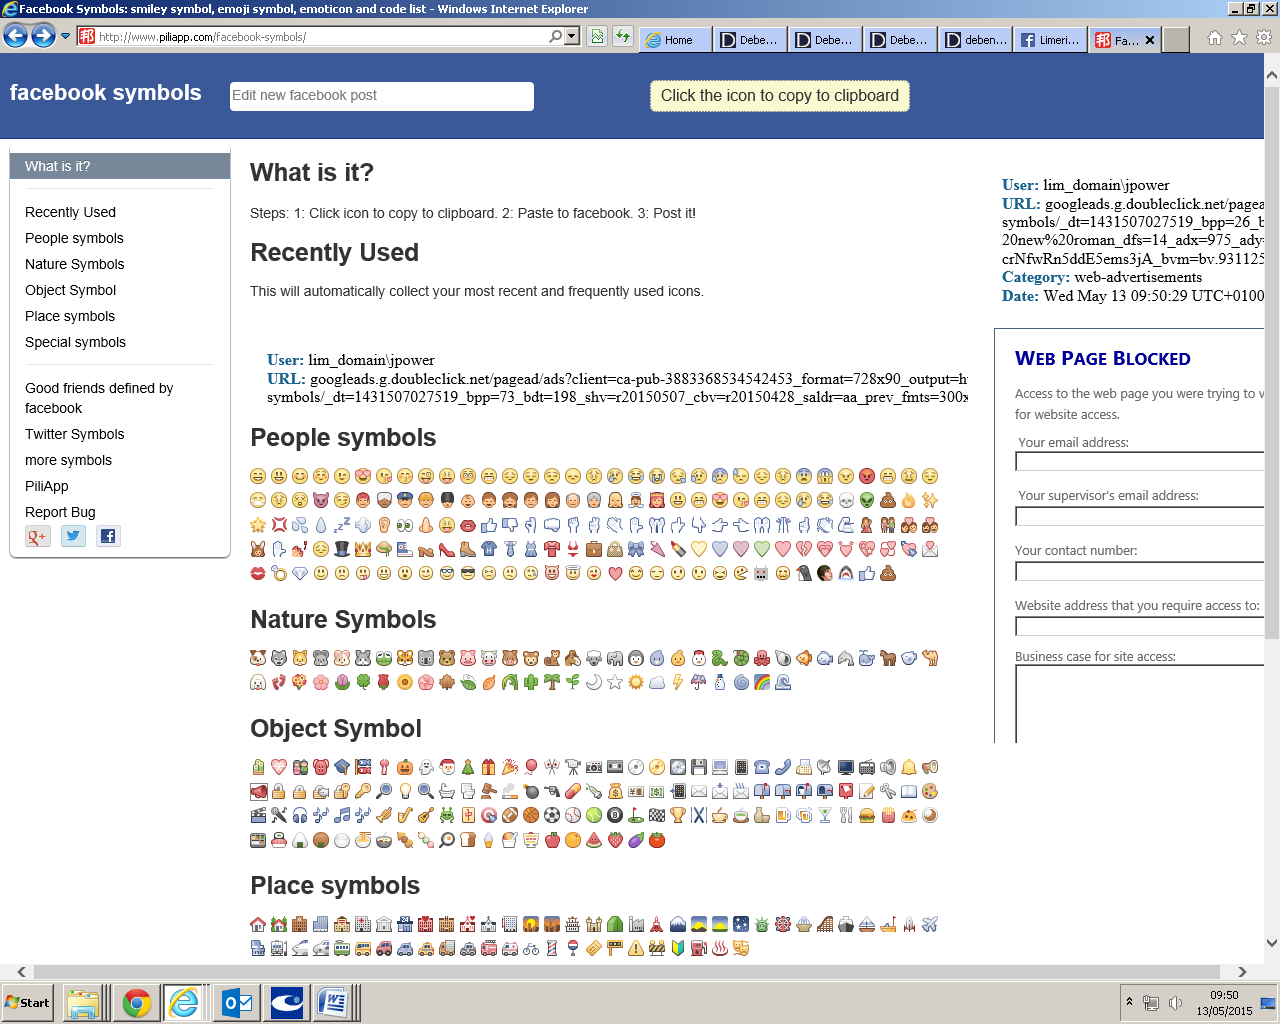 Facebook Symbols: smiley symbol, emoji symbol, emoticon and code list - Windows Internet Explorer
http://www.piliapp.com/facebook-symbols/
Home
Debe...
Debe...
Debe...
deben...
Limeri...
Fa...
facebook symbols
Edit new facebook post
Click the icon to copy to clipboard
What is it?
Recently Used
People symbols
Nature Symbols
Object Symbol
Place symbols
Special symbols
Good friends defined by
facebook
Twitter Symbols
more symbols
PiliApp
Report Bug
What is it?
Steps: 1: Click icon to copy to clipboard. 2: Paste to facebook. 3: Post it!
Recently Used
This will automatically collect your most recent and frequently used icons.
User: lim_domain\jpower
URL: googleads.g.doubleclick.net/pagead/ads?client=ca-pub-3883368534542453_format=728x90_output=h
symbols/_dt=1431507027519_bpp=73_bdt=198_shv=r20150507_cbv=r20150428_saldr=aa_prev_fmts=300x
People symbols
Nature Symbols
Object Symbol
Place symbols
User: lim_domain\jpower
URL: googleads.g.doubleclick.net/pagea
symbols/_dt=1431507027519_bpp=26_b
20new%20roman_dfs=14_adx=975_ady
crNfwRn5ddE5ems3jA_bvm=bv.931125
Category: web-advertisements
Date: Wed May 13 09:50:29 UTC+0100
Web Page Blocked
Access to the web page you were trying to v
for website access.
Your email address:
Your supervisor's email address:
Your contact number:
Website address that you require access to:
Business case for site access:
Start
09:50
13/05/2015